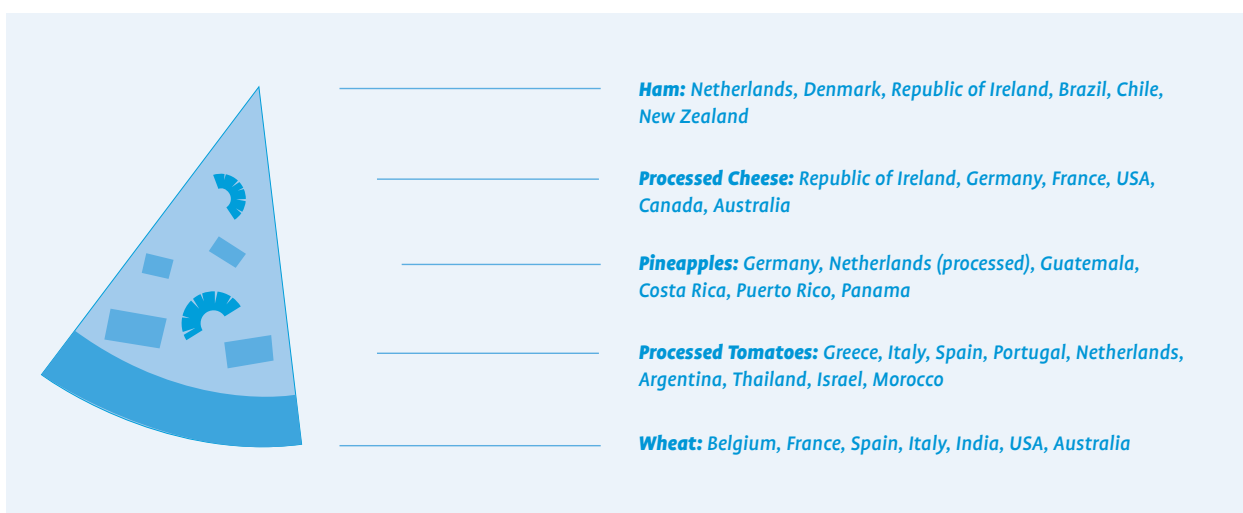 Ham: Netherlands, Denmark, Republic of Ireland, Brazil, Chile,
New Zealand
Processed Cheese: Republic of Ireland, Germany, France, USA,
Canada, Australia
Pineapples: Germany, Netherlands (processed), Guatemala,
Costa Rica, Puerto Rico, Panama
Processed Tomatoes: Greece, Italy, Spain, Portugal, Netherlands,
Argentina, Thailand, Israel, Morocco
Wheat: Belgium, France, Spain, Italy, India, USA, Australia